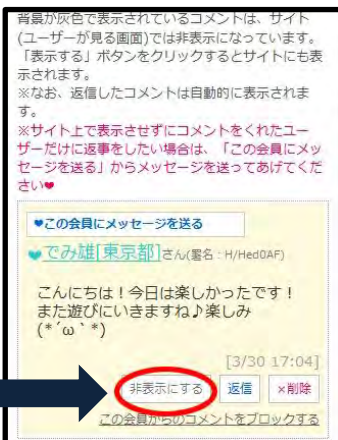 背景が灰色で表示されているコメントは、サイト
(ユーザーが見る画面)では非表示になっています。
「表示する」ボタンをクリックするとサイトにも表
示されます。
※なお、返信したコメントは自動的に表示されま
す。
※サイト上で表示させずにコメントをくれたユー
ザーだけに返事をしたい場合は、「この会員にメッ
セージを送る」からメッセージを送ってあげてくだ
さい♥
♥この会員にメッセージを送る
♥でみ雄[東京都]さん(署名：H/Hed0AF)
こんにちは！今日は楽しかったです！
また遊びにいきますね♪楽しみ
(*´ω｀*)
[3/30 17:04]
非表示にする 返信 ×削除
この会員からのコメントをブロックする